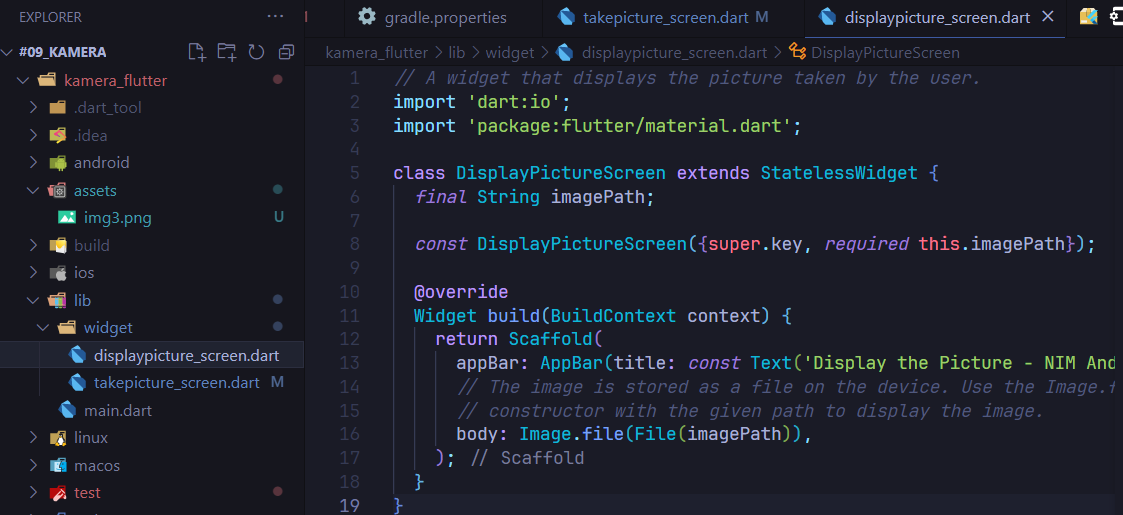 EXPLORER ···
#09_KAMERA
kamera_flutter
.dart_tool
.idea
android
assets
img3.png U
build
ios
lib
widget
displaypicture_screen.dart
takepicture_screen.dart M
main.dart
linux
macos
test
gradle.properties takepicture_screen.dart M displaypicture_screen.dart ×
kamera_flutter > lib > widget > displaypicture_screen.dart > DisplayPictureScreen
1 // A widget that displays the picture taken by the user.
2 import 'dart:io';
3 import 'package:flutter/material.dart';
4
5 class DisplayPictureScreen extends StatelessWidget {
6 final String imagePath;
7
8 const DisplayPictureScreen({super.key, required this.imagePath});
9
10 @override
11 Widget build(BuildContext context) {
12 return Scaffold(
13 appBar: AppBar(title: const Text('Display the Picture - NIM And
14 // The image is stored as a file on the device. Use the Image.f
15 // constructor with the given path to display the image.
16 body: Image.file(File(imagePath)),
17 ); // Scaffold
18 }
19 }